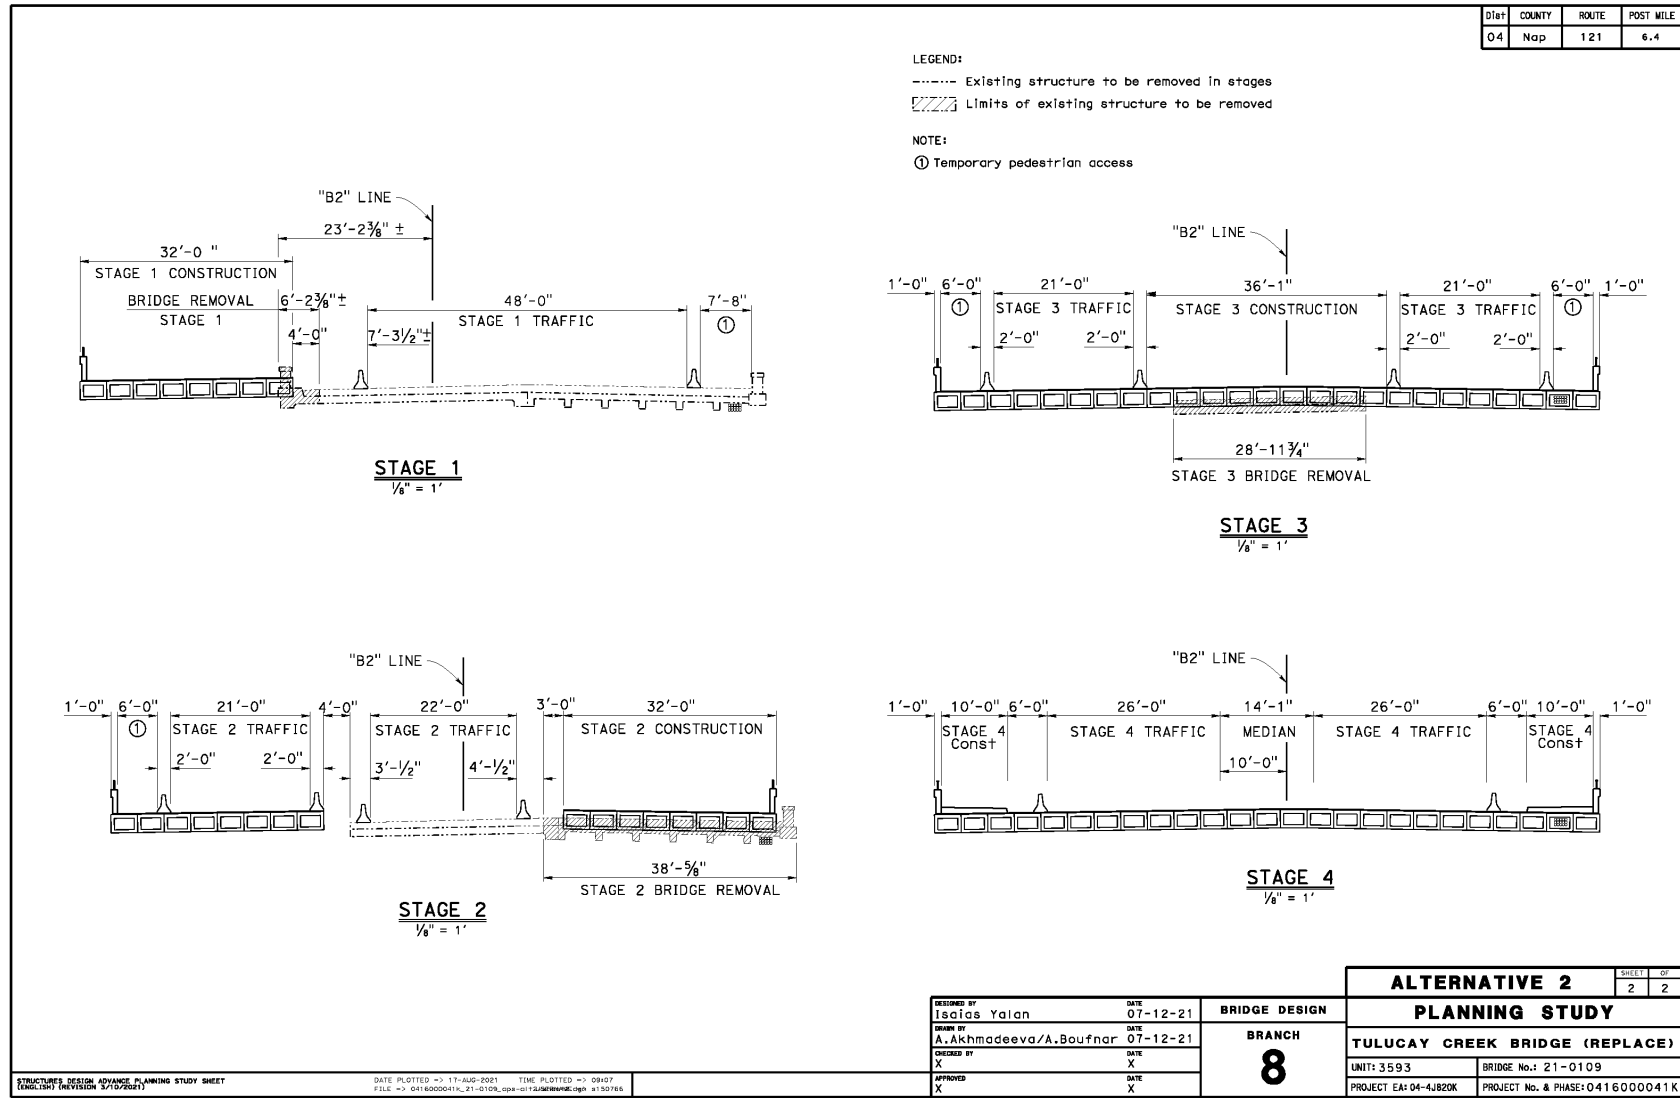 Dist COUNTY ROUTE POST MILE
04 Nap 121 6.4
LEGEND:
Existing structure to be removed in stages
Limits of existing structure to be removed
NOTE:
① Temporary pedestrian access
"B2" LINE
23'-2⅜" ±
32'-0 "
STAGE 1 CONSTRUCTION
BRIDGE REMOVAL
STAGE 1
6'-2⅜"±
4'-0"
48'-0"
STAGE 1 TRAFFIC
7'-3½"±
7'-8"
①
STAGE 1
⅛" = 1'
"B2" LINE
1'-0" 6'-0" 21'-0" 36'-1" 21'-0" 6'-0" 1'-0"
① STAGE 3 TRAFFIC STAGE 3 CONSTRUCTION STAGE 3 TRAFFIC ①
2'-0" 2'-0" 2'-0" 2'-0"
28'-11¾"
STAGE 3 BRIDGE REMOVAL
STAGE 3
⅛" = 1'
"B2" LINE
1'-0" 6'-0" 21'-0" 4'-0" 22'-0" 3'-0" 32'-0"
① STAGE 2 TRAFFIC STAGE 2 TRAFFIC STAGE 2 CONSTRUCTION
2'-0" 2'-0" 3'-½" 4'-½"
38'-⅝"
STAGE 2 BRIDGE REMOVAL
STAGE 2
⅛" = 1'
"B2" LINE
1'-0" 10'-0" 6'-0" 26'-0" 14'-1" 26'-0" 6'-0" 10'-0" 1'-0"
STAGE 4 Const STAGE 4 TRAFFIC MEDIAN STAGE 4 TRAFFIC STAGE 4 Const
10'-0"
STAGE 4
⅛" = 1'
DESIGNED BY
Isaias Yalan
DATE
07-12-21
DRAWN BY
A.Akhmadeeva/A.Boufnar
DATE
07-12-21
CHECKED BY
X
DATE
X
APPROVED
X
DATE
X
BRIDGE DESIGN
BRANCH
8
ALTERNATIVE 2
SHEET OF
2 2
PLANNING STUDY
TULUCAY CREEK BRIDGE (REPLACE)
UNIT: 3593
BRIDGE No.: 21-0109
PROJECT EA: 04-4J820K
PROJECT No. & PHASE: 0416000041K
STRUCTURES DESIGN ADVANCE PLANNING STUDY SHEET
(ENGLISH) (REVISION 3/10/2021)
DATE PLOTTED => 17-AUG-2021 TIME PLOTTED => 09:07
FILE => 0416000041k_21-0109_aps-alt2 s150766